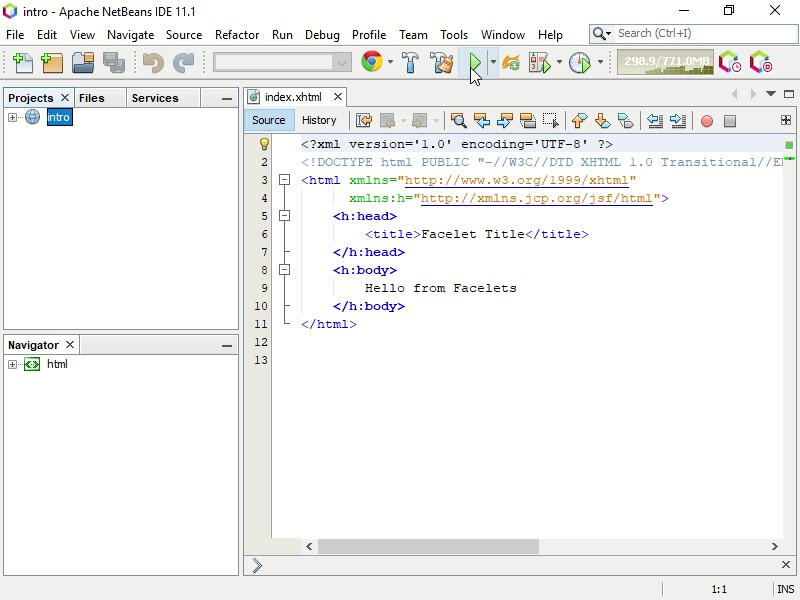 intro - Apache NetBeans IDE 11.1
File Edit View Navigate Source Refactor Run Debug Profile Team Tools Window Help
Search (Ctrl+I)
298.9/771.0MB
Projects Files Services
intro
Navigator
html
index.xhtml
Source History
<?xml version='1.0' encoding='UTF-8' ?>
2 <!DOCTYPE html PUBLIC "-//W3C//DTD XHTML 1.0 Transitional//E
3 <html xmlns="http://www.w3.org/1999/xhtml"
4 xmlns:h="http://xmlns.jcp.org/jsf/html">
5 <h:head>
6 <title>Facelet Title</title>
7 </h:head>
8 <h:body>
9 Hello from Facelets
10 </h:body>
11 </html>
12
13
1:1 INS